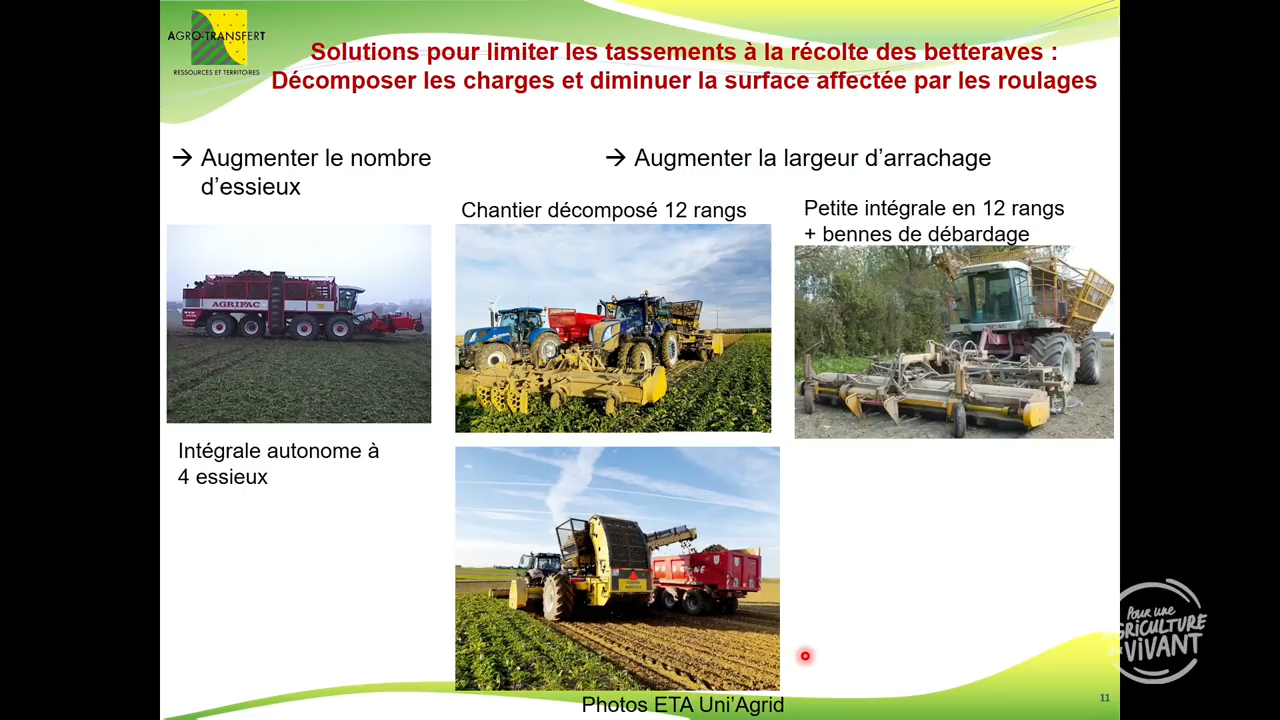 AGRO-TRANSFERT
RESSOURCES ET TERRITOIRES
Solutions pour limiter les tassements à la récolte des betteraves :
Décomposer les charges et diminuer la surface affectée par les roulages
→ Augmenter le nombre
d’essieux
→ Augmenter la largeur d’arrachage
Chantier décomposé 12 rangs
Petite intégrale en 12 rangs
+ bennes de débardage
AGRIFAC
Intégrale autonome à
4 essieux
Photos ETA Uni’Agrid
11
Pour une
AGRICULTURE
du VIVANT